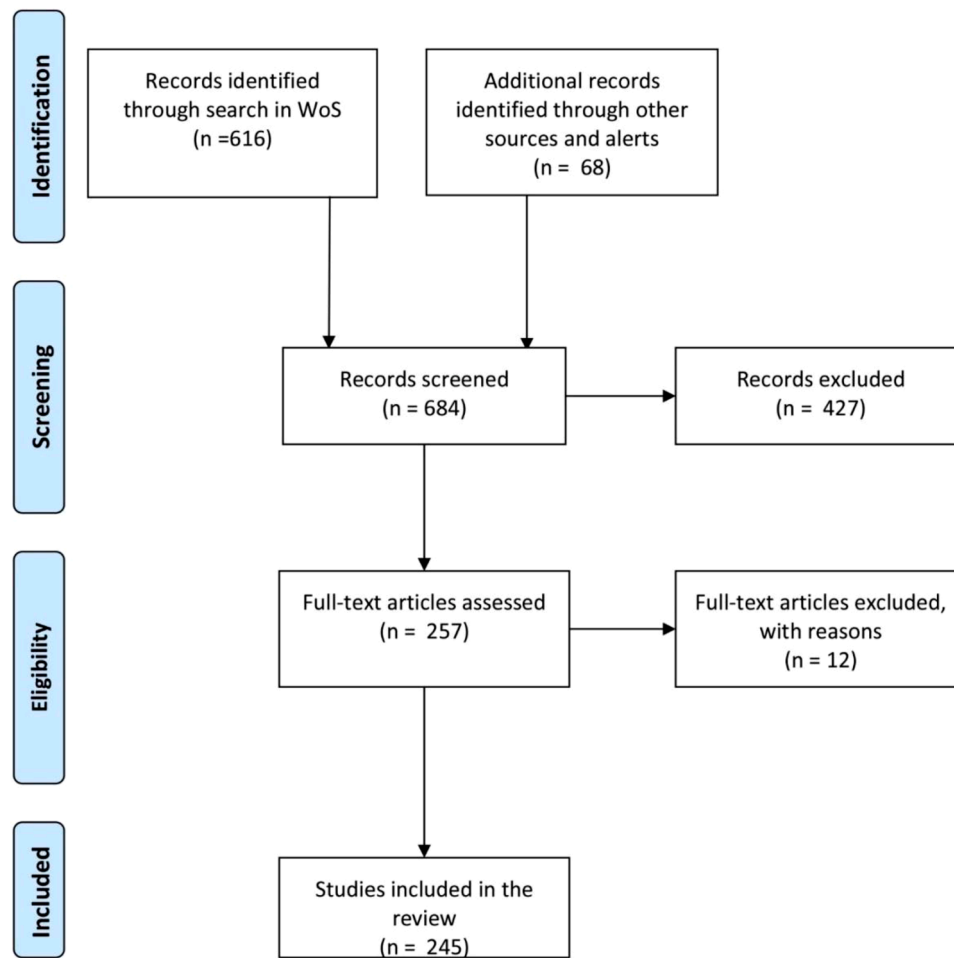 Identification
Records identified
through search in WoS
(n =616)
Additional records
identified through other
sources and alerts
(n = 68)
Screening
Records screened
(n = 684)
Records excluded
(n = 427)
Eligibility
Full-text articles assessed
(n = 257)
Full-text articles excluded,
with reasons
(n = 12)
Included
Studies included in the
review
(n = 245)